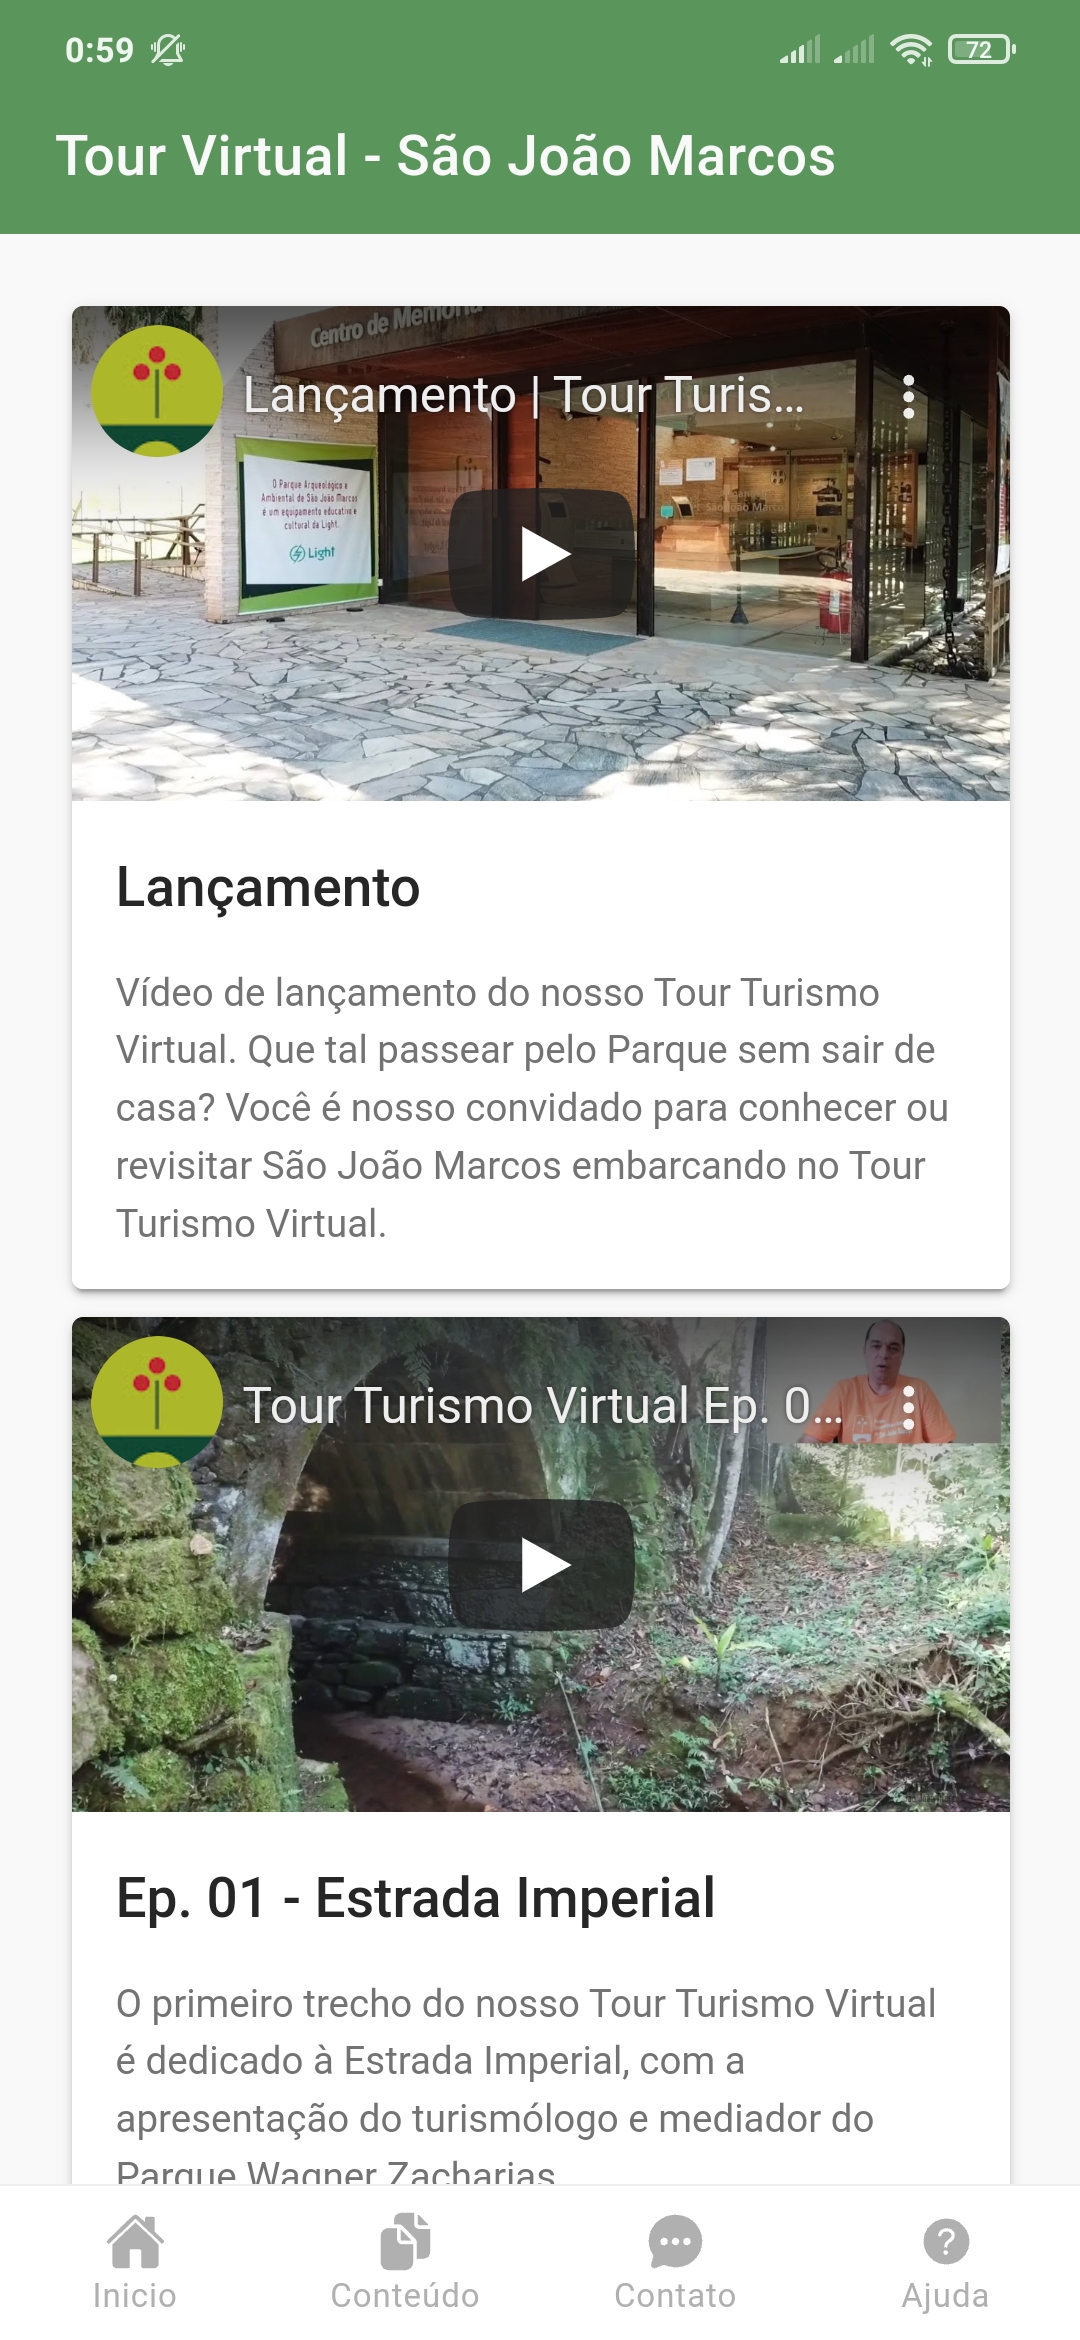 0:59
72
Tour Virtual - São João Marcos
Centro de Memória
Lançamento | Tour Turis...
O Parque Arqueológico e
Ambiental de São João Marcos
é um equipamento educativo e
cultural da Light.
Light
São João Marcos
Lançamento
Vídeo de lançamento do nosso Tour Turismo
Virtual. Que tal passear pelo Parque sem sair de
casa? Você é nosso convidado para conhecer ou
revisitar São João Marcos embarcando no Tour
Turismo Virtual.
Tour Turismo Virtual Ep. 0...
Ep. 01 - Estrada Imperial
O primeiro trecho do nosso Tour Turismo Virtual
é dedicado à Estrada Imperial, com a
apresentação do turismólogo e mediador do
Parque Wagner Zacharias
Inicio
Conteúdo
Contato
Ajuda